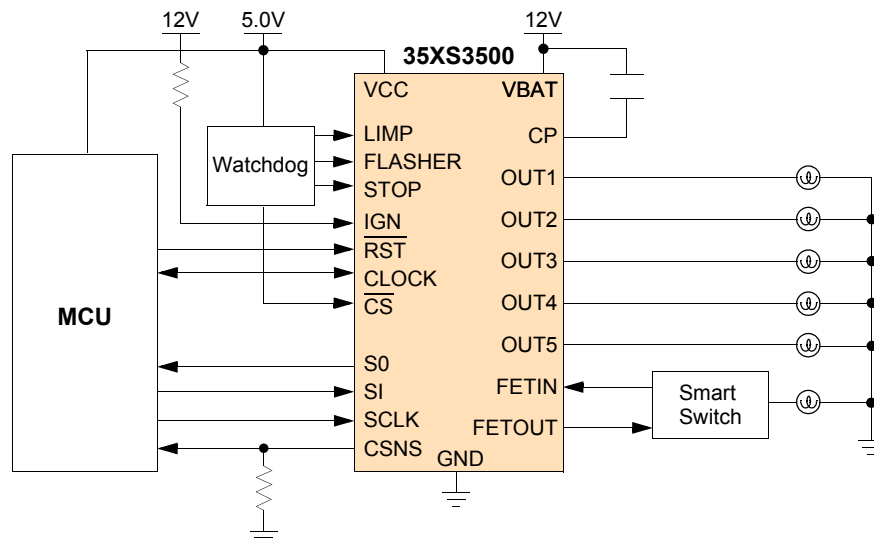 12V
5.0V
12V
35XS3500
VCC
VBAT
LIMP
CP
Watchdog
FLASHER
STOP
OUT1
IGN
OUT2
RST
CLOCK
OUT3
CS
OUT4
MCU
OUT5
S0
FETIN
SI
Smart
Switch
SCLK
FETOUT
CSNS
GND